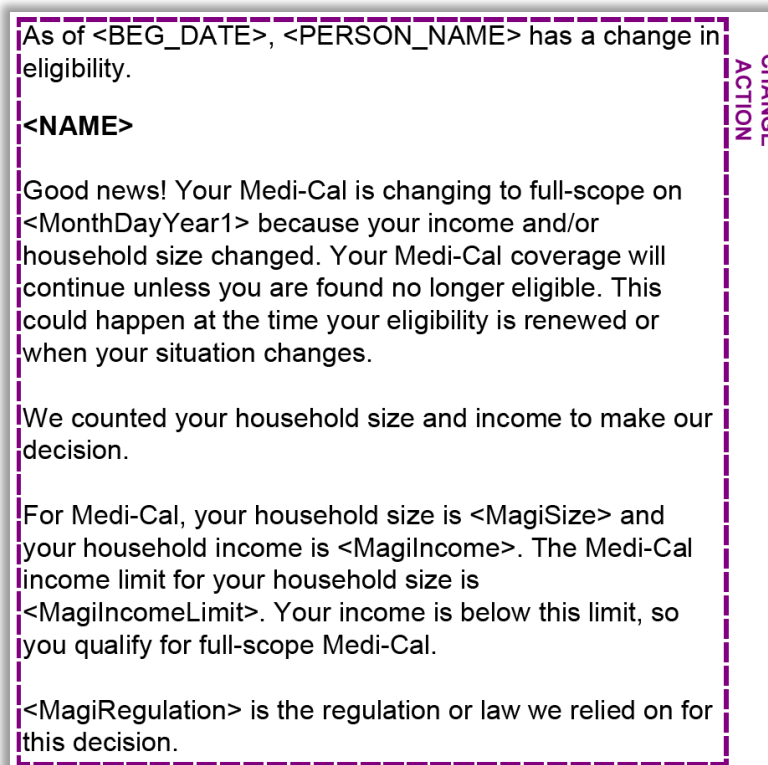 As of <BEG_DATE>, <PERSON_NAME> has a change in
eligibility.
<NAME>
Good news! Your Medi-Cal is changing to full-scope on
<MonthDayYear1> because your income and/or
household size changed. Your Medi-Cal coverage will
continue unless you are found no longer eligible. This
could happen at the time your eligibility is renewed or
when your situation changes.
We counted your household size and income to make our
decision.
For Medi-Cal, your household size is <MagiSize> and
your household income is <MagiIncome>. The Medi-Cal
income limit for your household size is
<MagiIncomeLimit>. Your income is below this limit, so
you qualify for full-scope Medi-Cal.
<MagiRegulation> is the regulation or law we relied on for
this decision.
CHANGE
ACTION